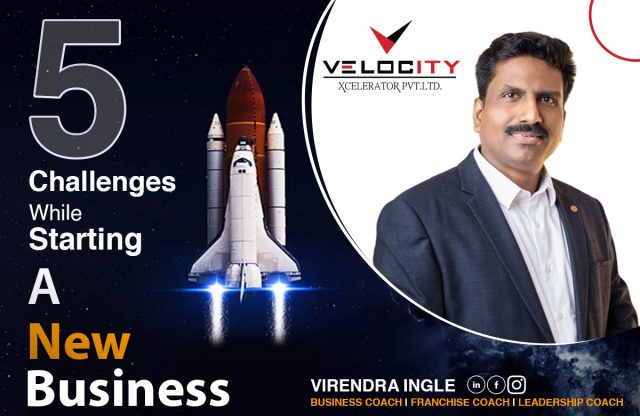 5
Challenges
While
Starting
A
New
Business
VELOCITY
XCELERATOR PVT.LTD.
VIRENDRA INGLE
BUSINESS COACH I FRANCHISE COACH I LEADERSHIP COACH